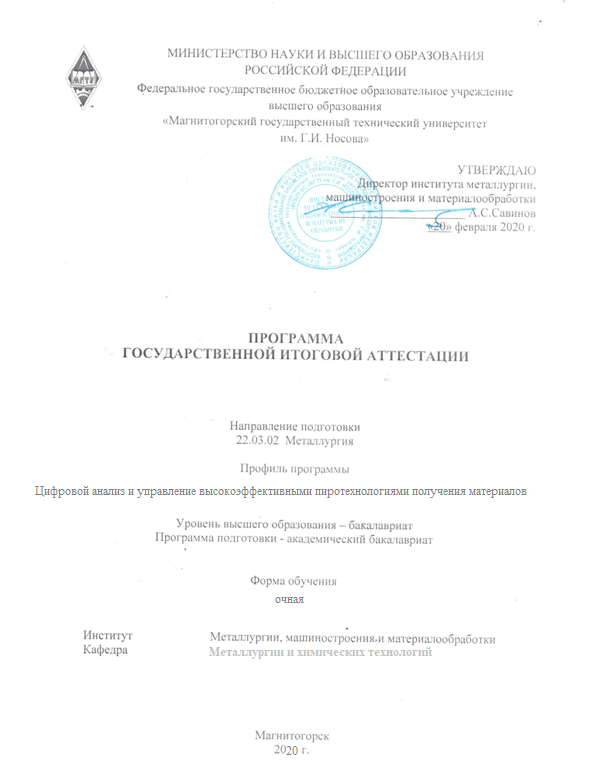 МИНИСТЕРСТВО НАУКИ И ВЫСШЕГО ОБРАЗОВАНИЯ
РОССИЙСКОЙ ФЕДЕРАЦИИ
Федеральное государственное бюджетное образовательное учреждение
высшего образования
«Магнитогорский государственный технический университет
им. Г.И. Носова»
УТВЕРЖДАЮ
Директор института металлургии,
машиностроения и материалообработки
А.С.Савинов
«20» февраля 2020 г.
ПРОГРАММА
ГОСУДАРСТВЕННОЙ ИТОГОВОЙ АТТЕСТАЦИИ
Направление подготовки
22.03.02 Металлургия
Профиль программы
Цифровой анализ и управление высокоэффективными пиротехнологиями получения материалов
Уровень высшего образования – бакалавриат
Программа подготовки - академический бакалавриат
Форма обучения
очная
Институт Металлургии, машиностроения и материалообработки
Кафедра Металлургии и химических технологий
Магнитогорск
2020 г.